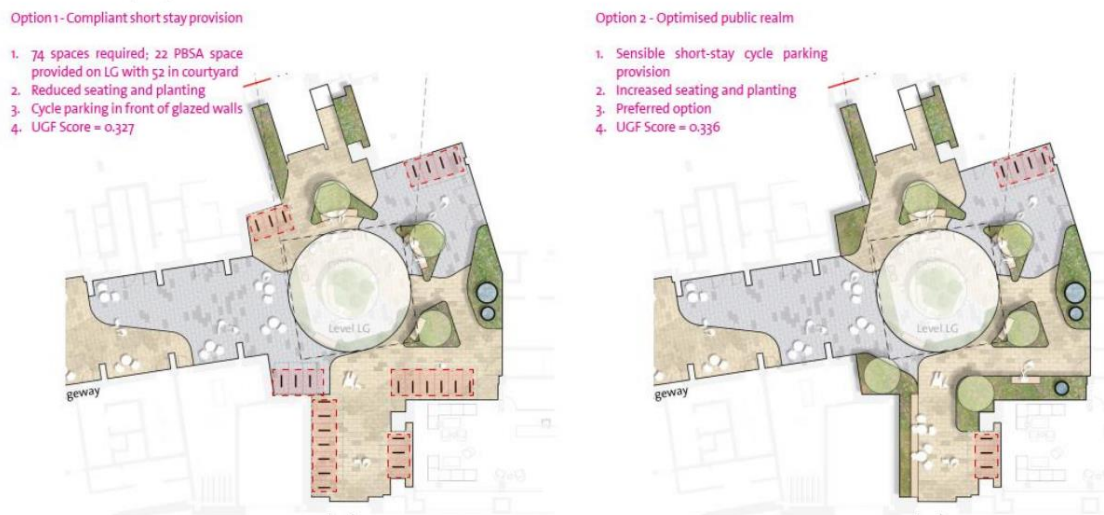 Option 1 - Compliant short stay provision
1. 74 spaces required; 22 PBSA space
provided on LG with 52 in courtyard
2. Reduced seating and planting
3. Cycle parking in front of glazed walls
4. UGF Score = 0.327
Level LG
geway
Option 2 - Optimised public realm
1. Sensible short-stay cycle parking
provision
2. Increased seating and planting
3. Preferred option
4. UGF Score = 0.336
Level LG
geway